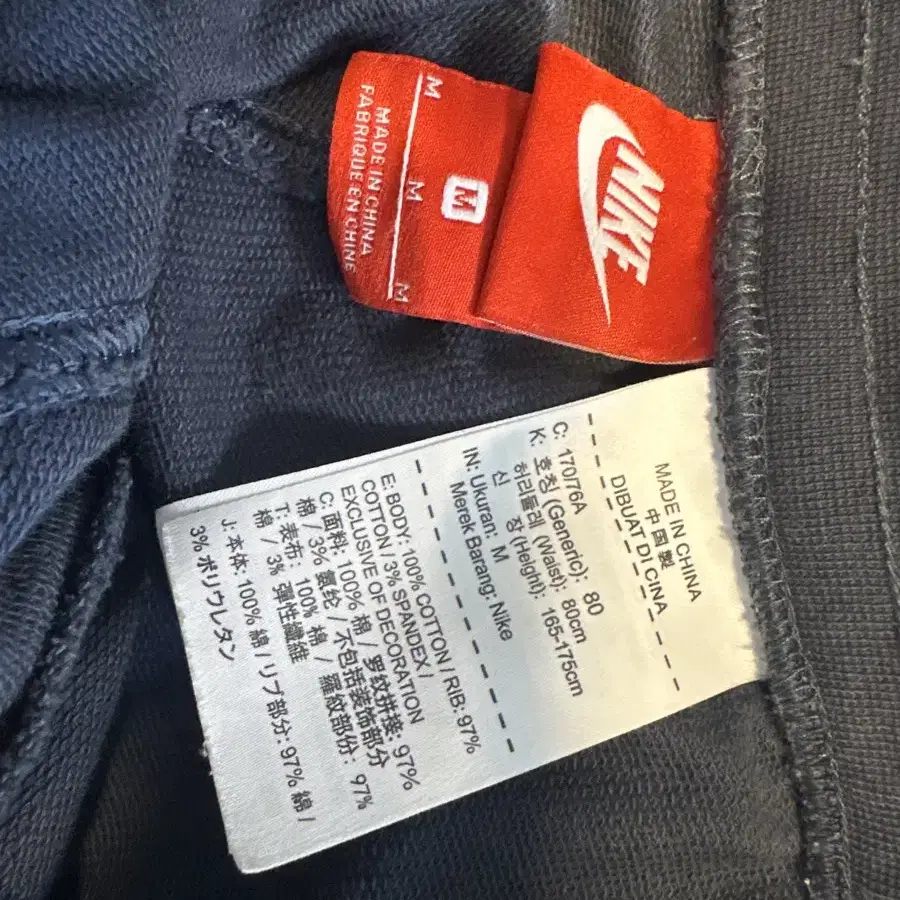 NIKE
M
M
M
M
MADE IN CHINA
FABRIQUE EN CHINE
MADE IN CHINA
中国製
DIBUAT DI CINA
C: 170/76A
K: 호칭 (Generic): 80
허리둘레 (Waist): 80cm
신 장 (Height): 165-175cm
IN: Ukuran: M
Merek Barang: Nike
E: BODY: 100% COTTON / RIB: 97%
COTTON / 3% SPANDEX /
EXCLUSIVE OF DECORATION
C: 面料: 100% 棉 / 罗纹拼接: 97%
棉 / 3% 氨纶 / 不包括装饰部分
T: 表布: 100% 棉 / 羅紋部份: 97%
棉 / 3% 彈性纖維
J: 本体: 100% 綿 / リブ部分: 97% 綿 /
3% ポリウレタン